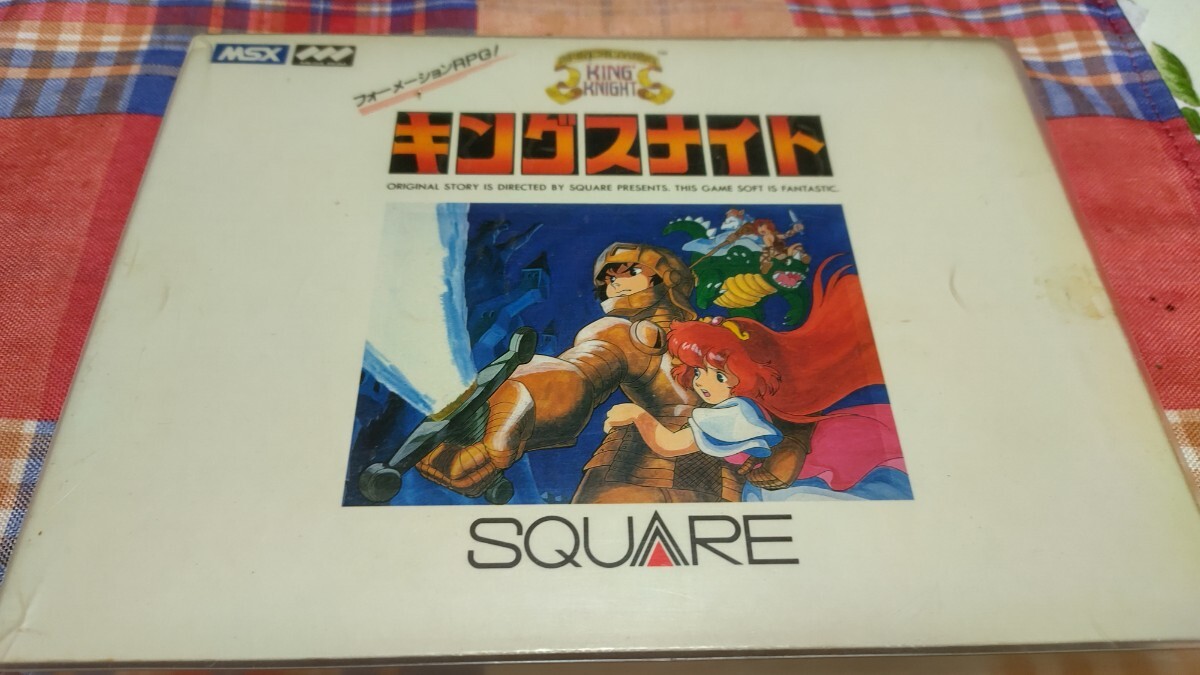 MSX
フォーメーションRPG!
KING
KNIGHT
キングスナイト
ORIGINAL STORY IS DIRECTED BY SQUARE PRESENTS. THIS GAME SOFT IS FANTASTIC.
SQUARE